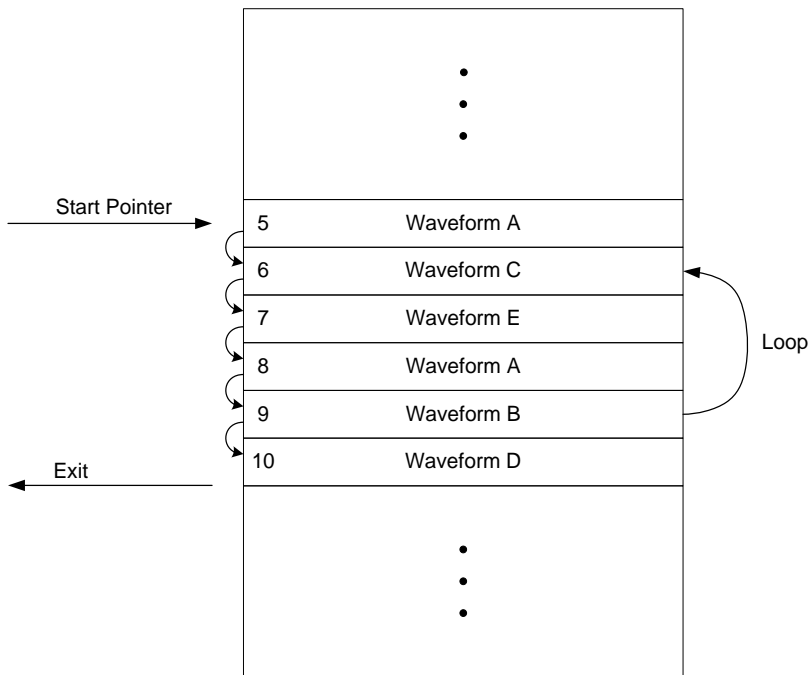 Start Pointer
5 Waveform A
6 Waveform C
7 Waveform E
8 Waveform A
Loop
9 Waveform B
10 Waveform D
Exit